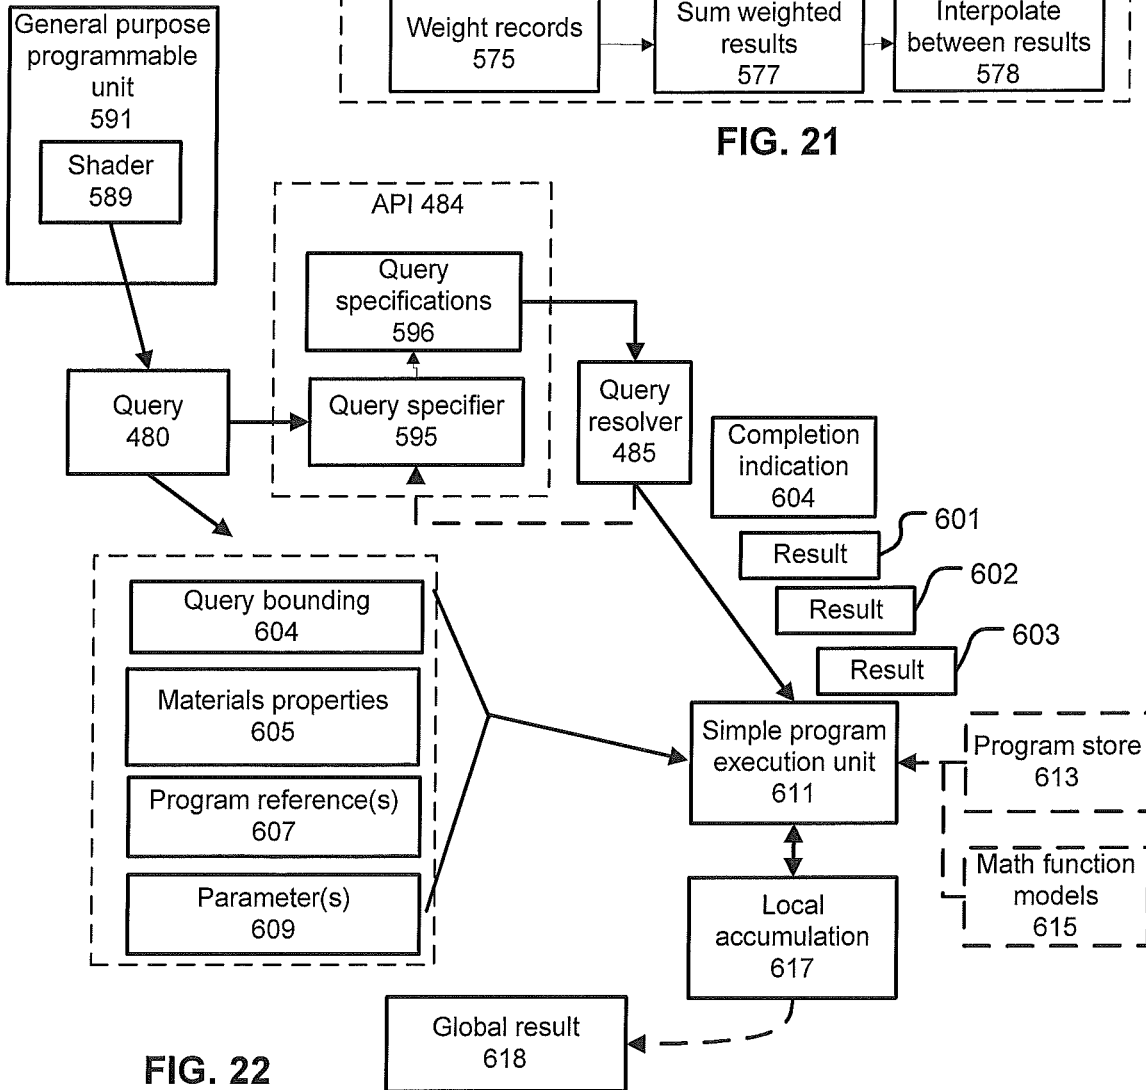 General purpose
programmable
unit
591
Shader
589
Weight records
575
Sum weighted
results
577
Interpolate
between results
578
FIG. 21
API 484
Query
specifications
596
Query specifier
595
Query
480
Query
resolver
485
Completion
indication
604
Result
601
Result
602
Result
603
Query bounding
604
Materials properties
605
Program reference(s)
607
Parameter(s)
609
Simple program
execution unit
611
Program store
613
Math function
models
615
Local
accumulation
617
Global result
618
FIG. 22